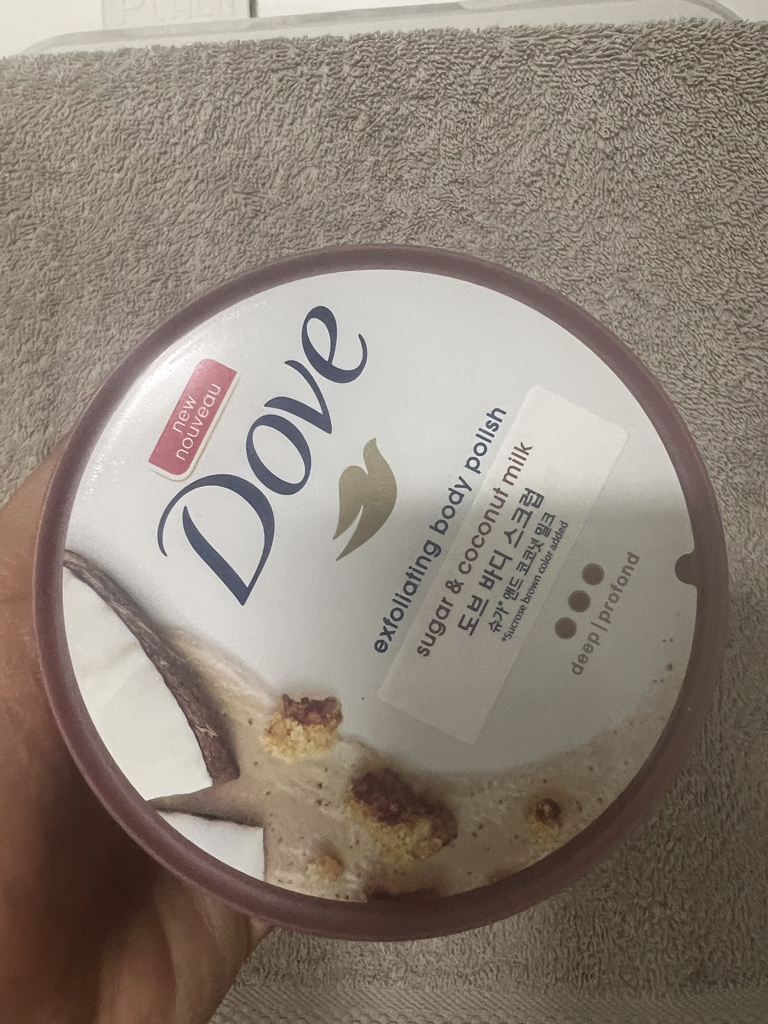 new
nouveau
Dove
exfoliating body polish
sugar & coconut milk
도브 바디 스크럽
슈가* 앤드 코코넛 밀크
*Sucrose brown color added
deep | profond